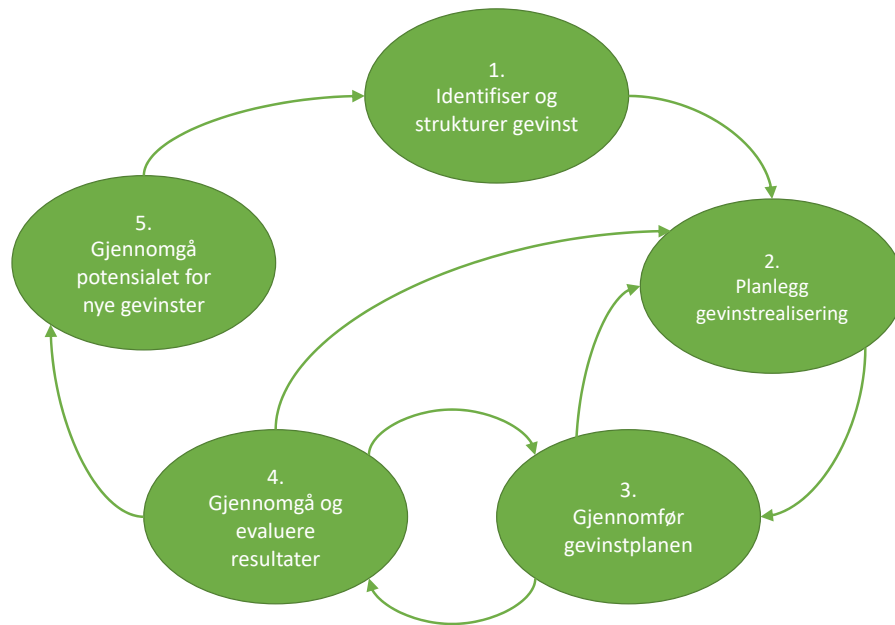 1.
Identifiser og
strukturer gevinst
2.
Planlegg
gevinstrealisering
3.
Gjennomfør
gevinstplanen
4.
Gjennomgå og
evaluere
resultater
5.
Gjennomgå
potensialet for
nye gevinster